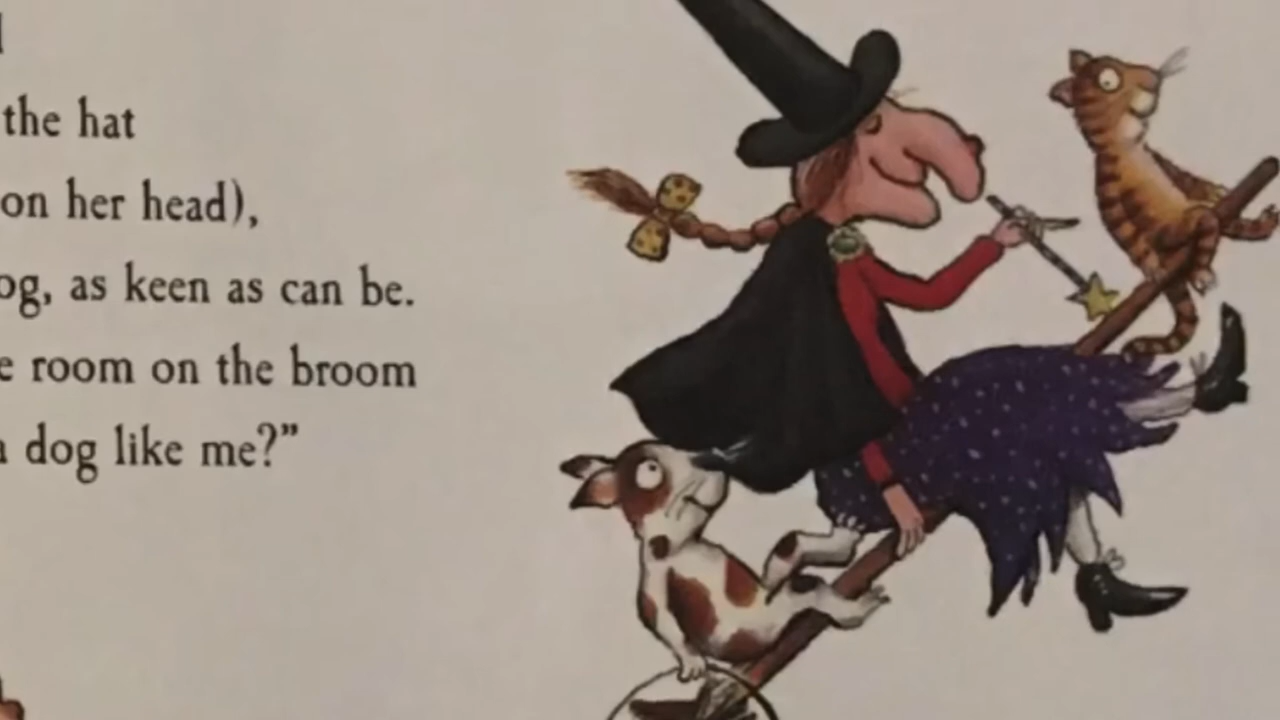 the hat
on her head),
og, as keen as can be.
e room on the broom
dog like me?”